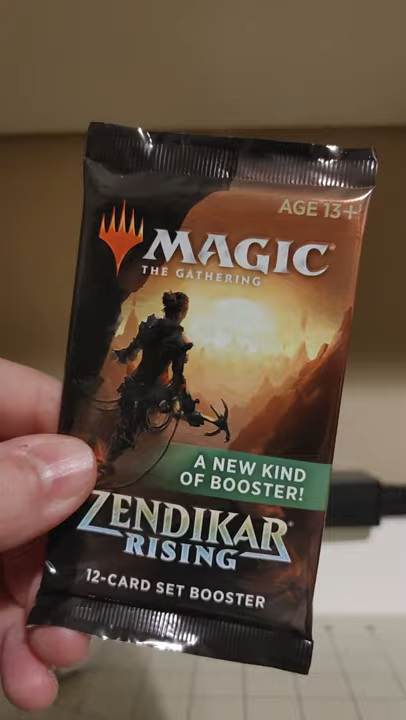 AGE 13+
MAGIC
THE GATHERING
A NEW KIND
OF BOOSTER!
ZENDIKAR
RISING
12-CARD SET BOOSTER